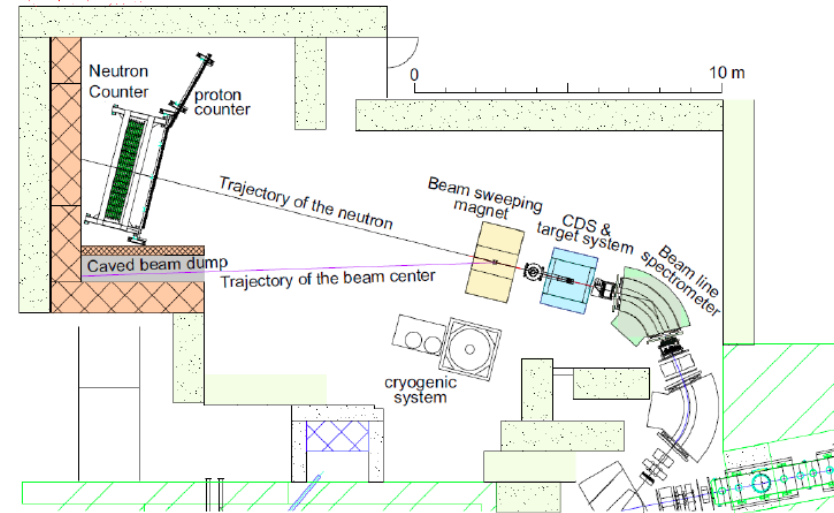 Neutron
Counter
proton
counter
0
10 m
Trajectory of the neutron
Beam sweeping
magnet
CDS &
target system
Beam line
spectrometer
Caved beam dump
Trajectory of the beam center
cryogenic
system